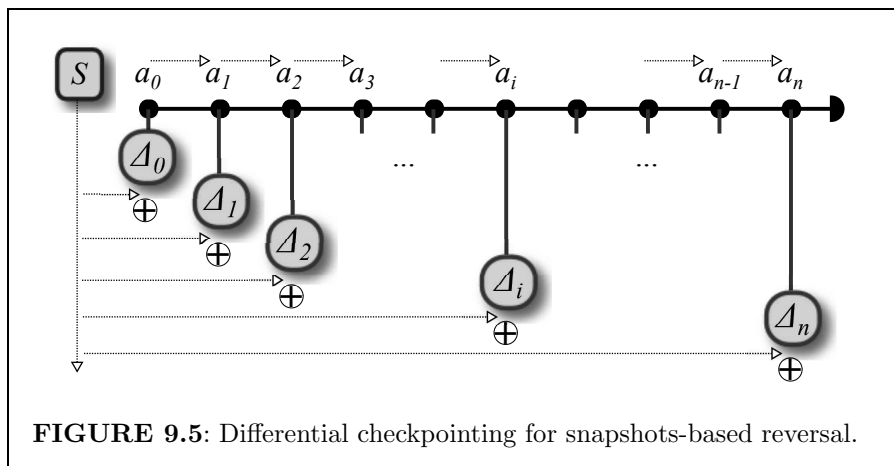 S a₀ a₁ a₂ a₃ aᵢ aₙ₋₁ aₙ
Δ₀
... ...
Δ₁
Δ₂
Δᵢ
Δₙ
FIGURE 9.5: Differential checkpointing for snapshots-based reversal.